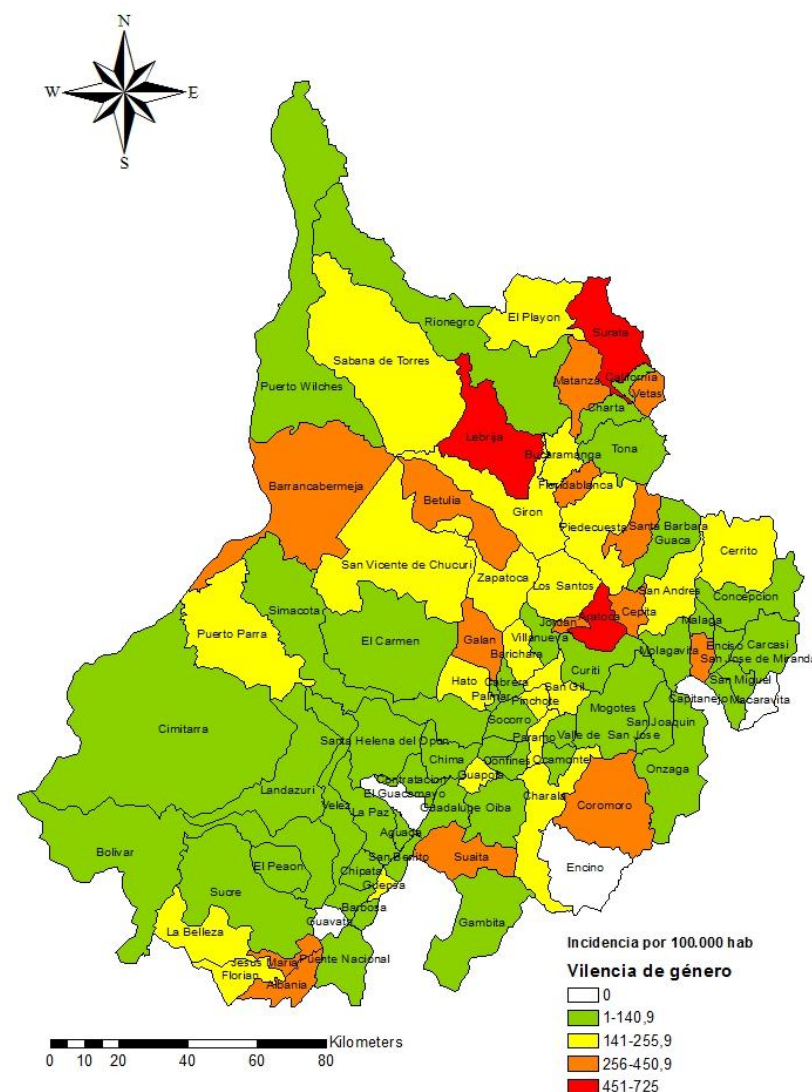 N
W E
S
El Playon
Rionegro
Surata
Sabana de Torres
Matanza
California
Vetas
Puerto Wilches
Charta
Lebrija
Tona
Bucaramanga
Barrancabermeja
Betulia
Floridablanca
Giron
Piedecuesta
Santa Barbara
Guaca
Cerrito
San Vicente de Chucuri
Zapatoca
Los Santos
San Andres
Concepcion
Simacota
Cepita
Malaga
Puerto Parra
El Carmen
Galan
Jordan
Villanueva
Enciso
Carcasi
Barichara
Molagavita
San Jose de Miranda
Curiti
Hato
Cabrera
San Gil
San Miguel
Palmar
Pinchote
Capitanejo
Macaravita
Mogotes
Socorro
San Joaquin
Cimitarra
Paramo
Valle de San Jose
Santa Helena del Opon
Chima
Confines
Ocamonte
Onzaga
Guapota
Contratacion
Landazuri
El Guacamayo
Charala
Velez
Guadalupe
Oiba
Coromoro
La Paz
Aguada
Bolivar
San Benito
Suaita
El Peaon
Chipata
Encino
Guepsa
Sucre
Barbosa
Guavata
Gambita
La Belleza
Puente Nacional
Jesus Maria
Florian
Albania
Incidencia por 100.000 hab
Vilencia de género
0
1-140,9
141-255,9
256-450,9
451-725
Kilometers
0 10 20 40 60 80